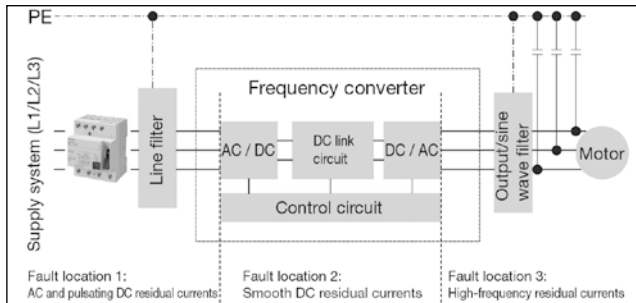 PE
Supply system (L1/L2/L3)
Line filter
Frequency converter
AC / DC
DC link
circuit
DC / AC
Control circuit
Output/sine
wave filter
Motor
Fault location 1:
AC and pulsating DC residual currents
Fault location 2:
Smooth DC residual currents
Fault location 3:
High-frequency residual currents